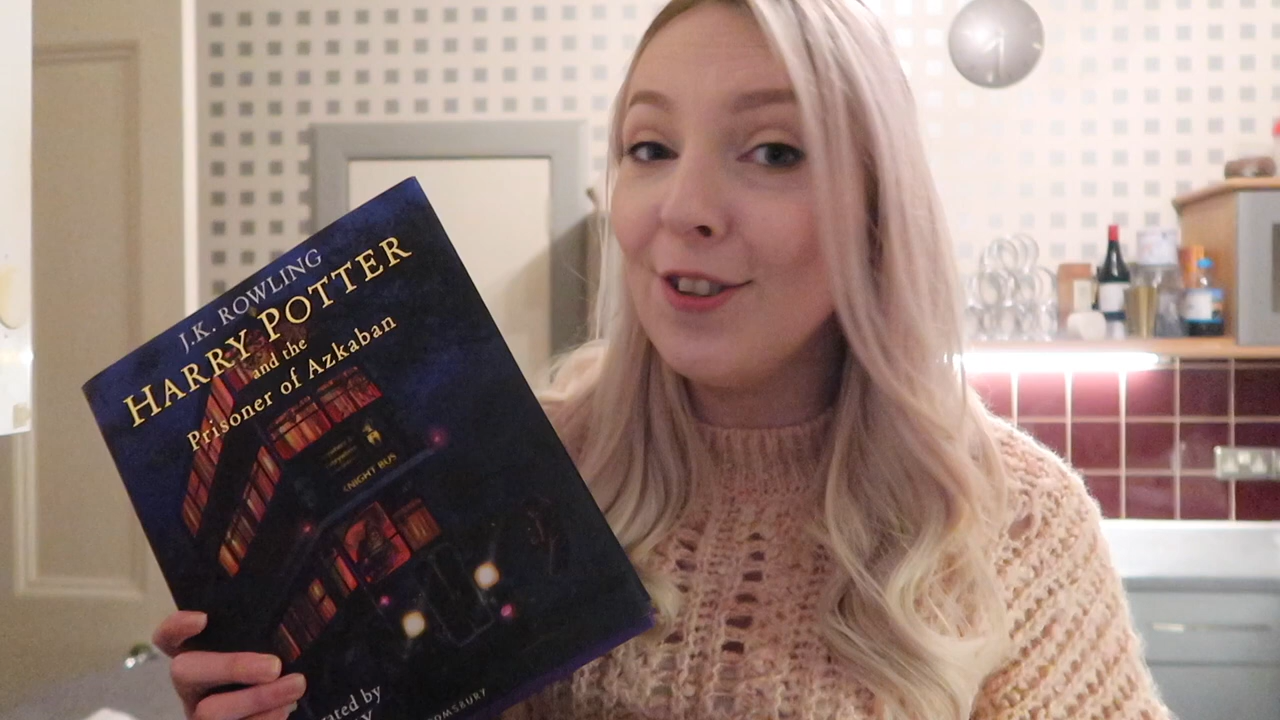 J.K. ROWLING
HARRY POTTER
and the
Prisoner of Azkaban
KNIGHT BUS